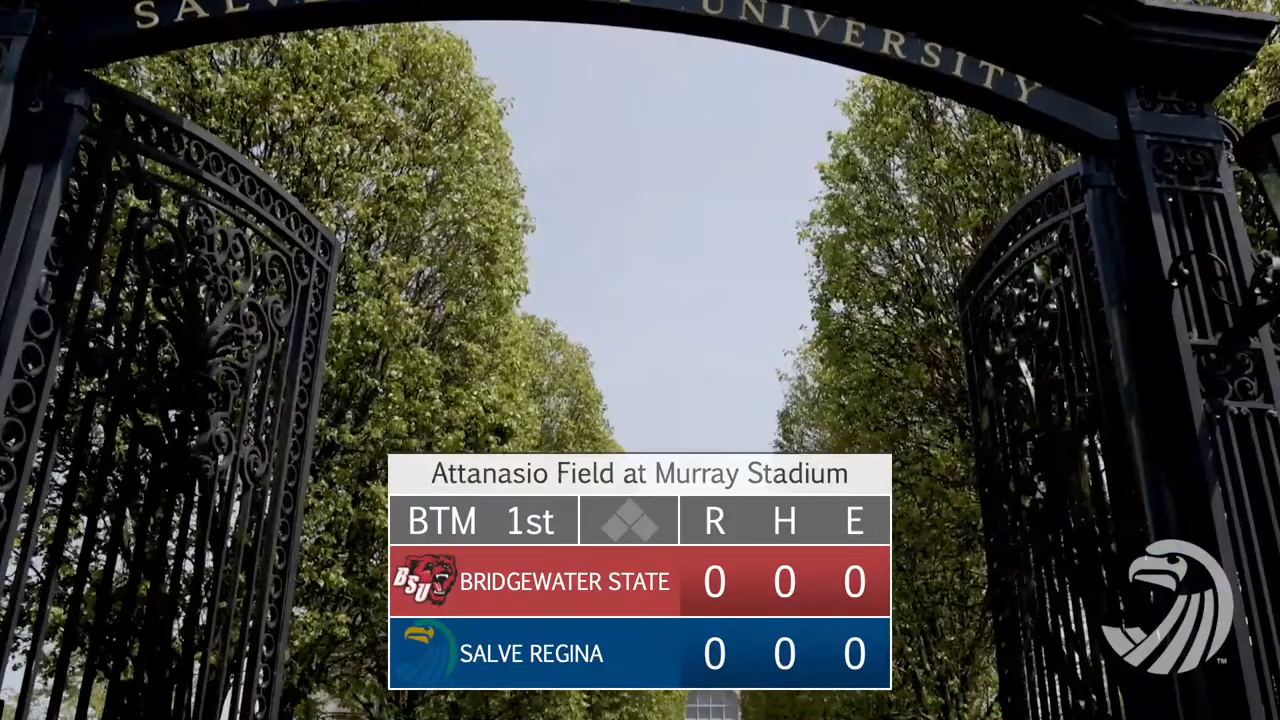 SALVE
UNIVERSITY
Attanasio Field at Murray Stadium
BTM 1st R H E
BSU BRIDGEWATER STATE 0 0 0
SALVE REGINA 0 0 0
TM